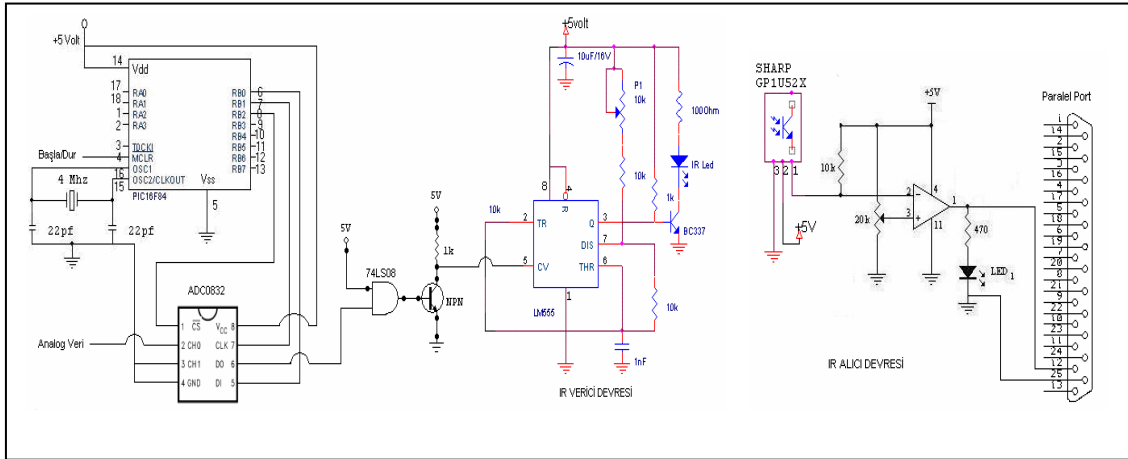 +5 Volt
14
Vdd
17 RA0
18 RA1
1 RA2
2 RA3
3 T0CKI
4 MCLR
16 OSC1
15 OSC2/CLKOUT
RB0 6
RB1 7
RB2 8
RB3 9
RB4 10
RB5 11
RB6 12
RB7 13
Vss
5
PIC16F84
Başla/Dur
4 Mhz
22pf
22pf
ADC0832
1 CS
2 CH0
3 CH1
4 GND
VCC 8
CLK 7
DO 6
DI 5
Analog Veri
5V
74LS08
5V
1k
NPN
+5volt
10uF/16V
P1
10k
100Ohm
IR Led
10k
1k
BC337
10k
8
4
R
2 TR
5 CV
Q 3
DIS 7
THR 6
1
LM555
10k
1nF
IR VERİCİ DEVRESİ
SHARP
GP1U52X
3 2 1
+5V
+5V
10k
20k
2
3
4
11
1
470
LED1
IR ALICI DEVRESİ
Paralel Port
1
14
2
15
3
16
4
17
5
18
6
19
7
20
8
21
9
22
10
23
11
24
12
25
13